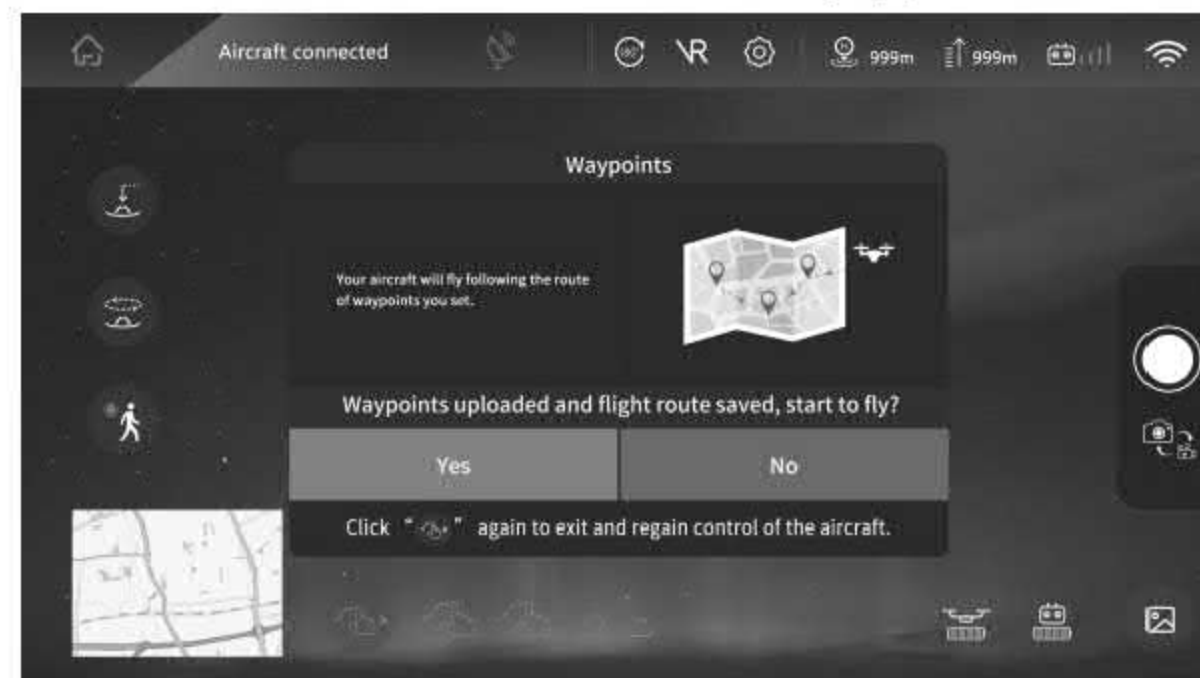 Aircraft connected
VR
H
999m
999m
Waypoints
Your aircraft will fly following the route
of waypoints you set.
Waypoints uploaded and flight route saved, start to fly?
Yes
No
Click “ ” again to exit and regain control of the aircraft.